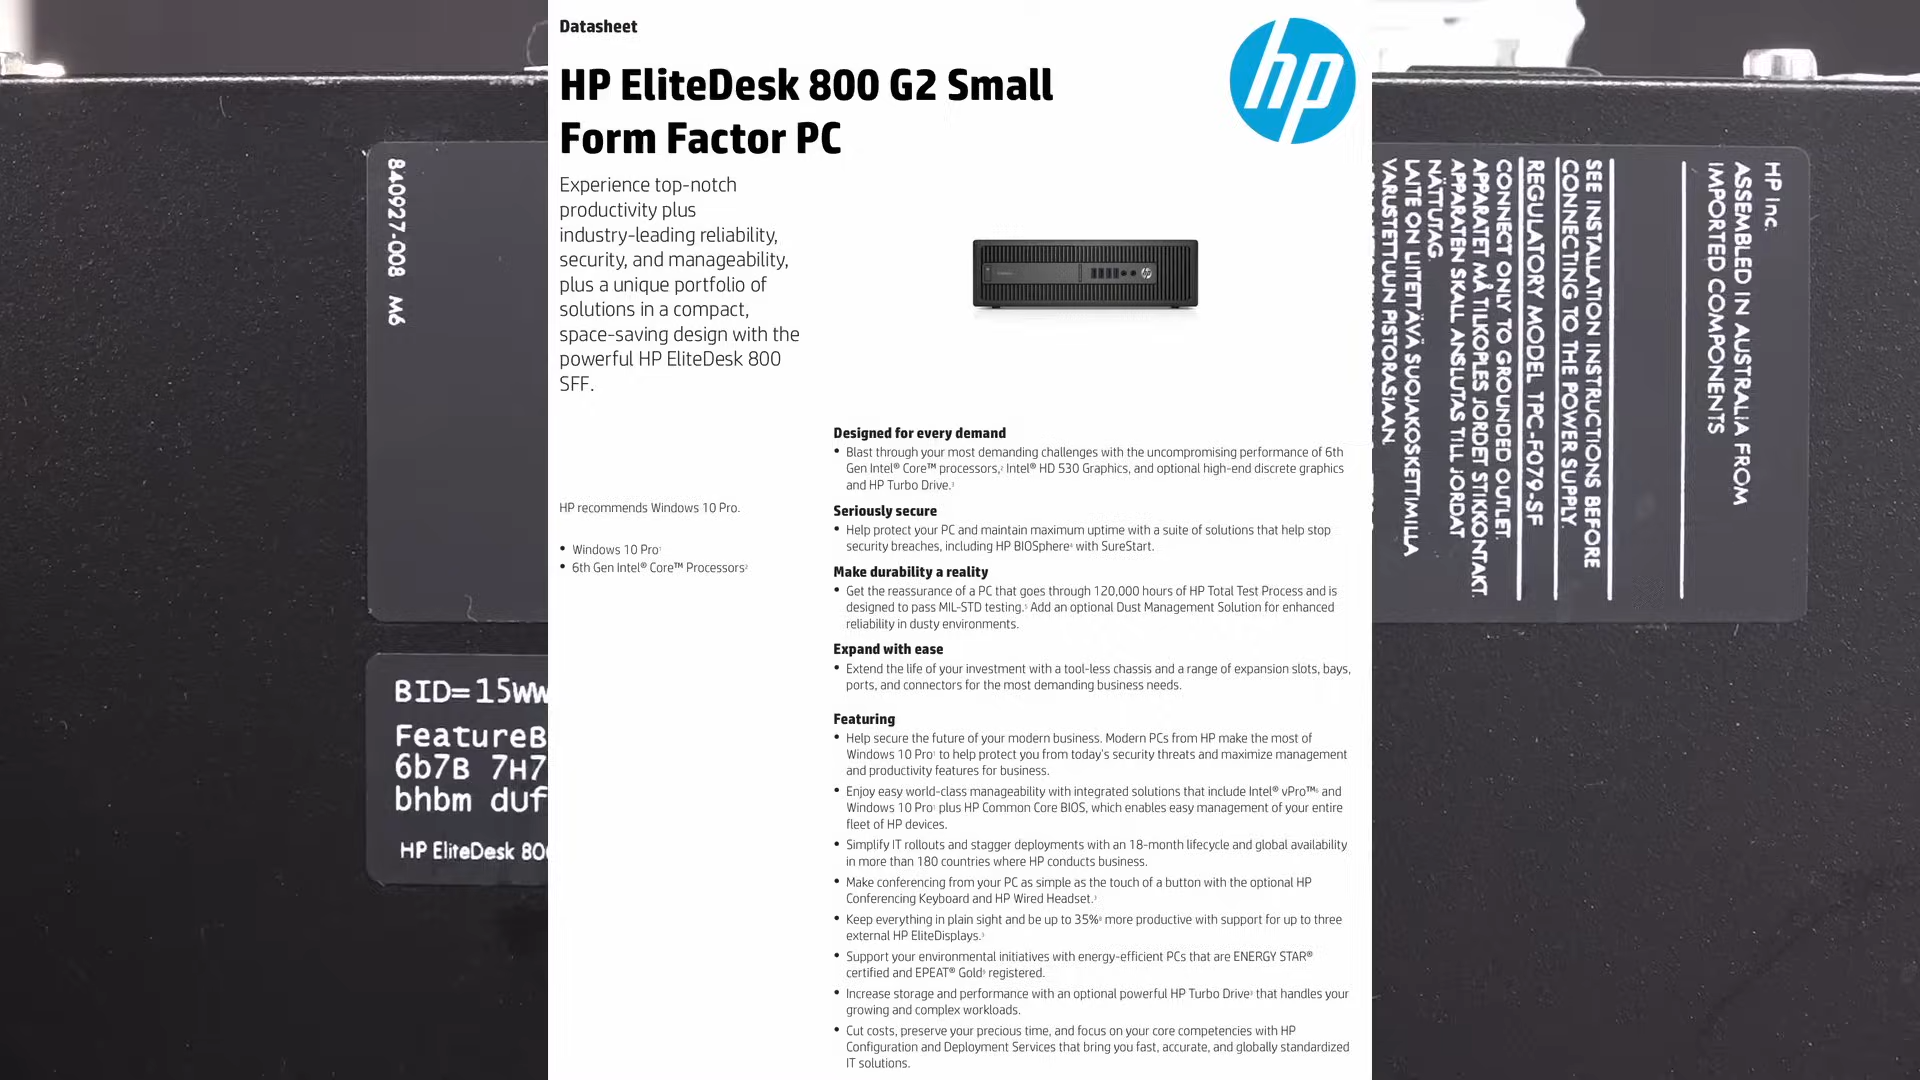 Datasheet
HP EliteDesk 800 G2 Small
Form Factor PC
hp
Experience top-notch
productivity plus
industry-leading reliability,
security, and manageability,
plus a unique portfolio of
solutions in a compact,
space-saving design with the
powerful HP EliteDesk 800
SFF.
HP recommends Windows 10 Pro.
• Windows 10 Pro¹
• 6th Gen Intel® Core™ Processors²
Designed for every demand
• Blast through your most demanding challenges with the uncompromising performance of 6th
Gen Intel® Core™ processors,² Intel® HD 530 Graphics, and optional high-end discrete graphics
and HP Turbo Drive.³
Seriously secure
• Help protect your PC and maintain maximum uptime with a suite of solutions that help stop
security breaches, including HP BIOSphere⁴ with SureStart.
Make durability a reality
• Get the reassurance of a PC that goes through 120,000 hours of HP Total Test Process and is
designed to pass MIL-STD testing.⁵ Add an optional Dust Management Solution for enhanced
reliability in dusty environments.
Expand with ease
• Extend the life of your investment with a tool-less chassis and a range of expansion slots, bays,
ports, and connectors for the most demanding business needs.
Featuring
• Help secure the future of your modern business. Modern PCs from HP make the most of
Windows 10 Pro¹ to help protect you from today's security threats and maximize management
and productivity features for business.
• Enjoy easy world-class manageability with integrated solutions that include Intel® vPro™⁶ and
Windows 10 Pro¹ plus HP Common Core BIOS, which enables easy management of your entire
fleet of HP devices.
• Simplify IT rollouts and stagger deployments with an 18-month lifecycle and global availability
in more than 180 countries where HP conducts business.
• Make conferencing from your PC as simple as the touch of a button with the optional HP
Conferencing Keyboard and HP Wired Headset.³
• Keep everything in plain sight and be up to 35%⁸ more productive with support for up to three
external HP EliteDisplays.³
• Support your environmental initiatives with energy-efficient PCs that are ENERGY STAR®
certified and EPEAT® Gold⁹ registered.
• Increase storage and performance with an optional powerful HP Turbo Drive³ that handles your
growing and complex workloads.
• Cut costs, preserve your precious time, and focus on your core competencies with HP
Configuration and Deployment Services that bring you fast, accurate, and globally standardized
IT solutions.
840927-008 M6
BID=15WW
FeatureB
6b7B 7H7
bhbm dUf
HP EliteDesk 80
HP Inc.
ASSEMBLED IN AUSTRALIA FROM
IMPORTED COMPONENTS
SEE INSTALLATION INSTRUCTIONS BEFORE
CONNECTING TO THE POWER SUPPLY.
REGULATORY MODEL TPC-F079-SF
CONNECT ONLY TO GROUNDED OUTLET.
APPARATET MÅ TILKOPLES JORDET STIKKONTAKT.
APPARATEN SKALL ANSLUTAS TILL JORDAT
NÄTTUTAG.
LAITE ON LIITETTÄVÄ SUOJAKOSKETTIMILLA
VARUSTETTUUN PISTORASIAAN.